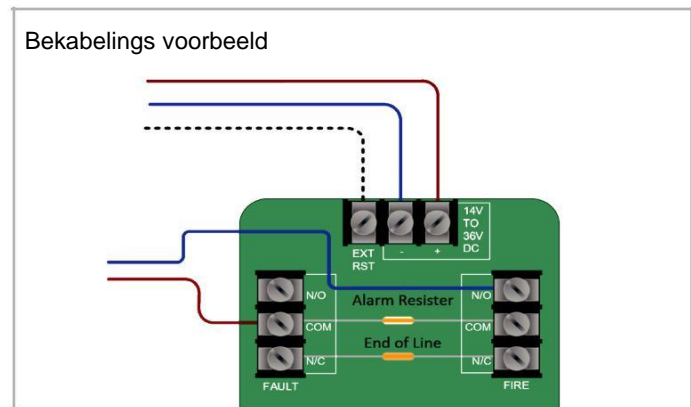 Bekabelings voorbeeld
14V
TO
36V
DC
EXT
RST
- +
N/O
Alarm Resister
N/O
COM
COM
End of Line
N/C
N/C
FAULT
FIRE